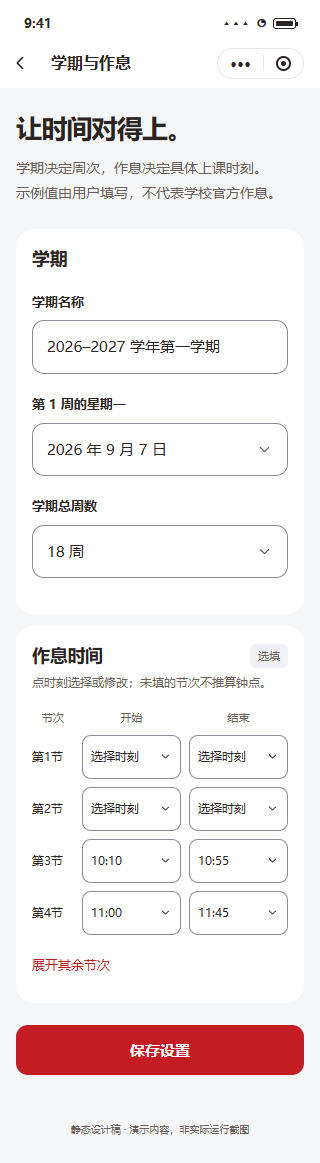 9:41
学期与作息
让时间对得上。
学期决定周次，作息决定具体上课时刻。
示例值由用户填写，不代表学校官方作息。
学期
学期名称
2026–2027 学年第一学期
第 1 周的星期一
2026 年 9 月 7 日
学期总周数
18 周
作息时间 选填
点时刻选择或修改；未填的节次不推算钟点。
节次 开始 结束
第1节 选择时刻 选择时刻
第2节 选择时刻 选择时刻
第3节 10:10 10:55
第4节 11:00 11:45
展开其余节次
保存设置
静态设计稿 · 演示内容，非实际运行截图